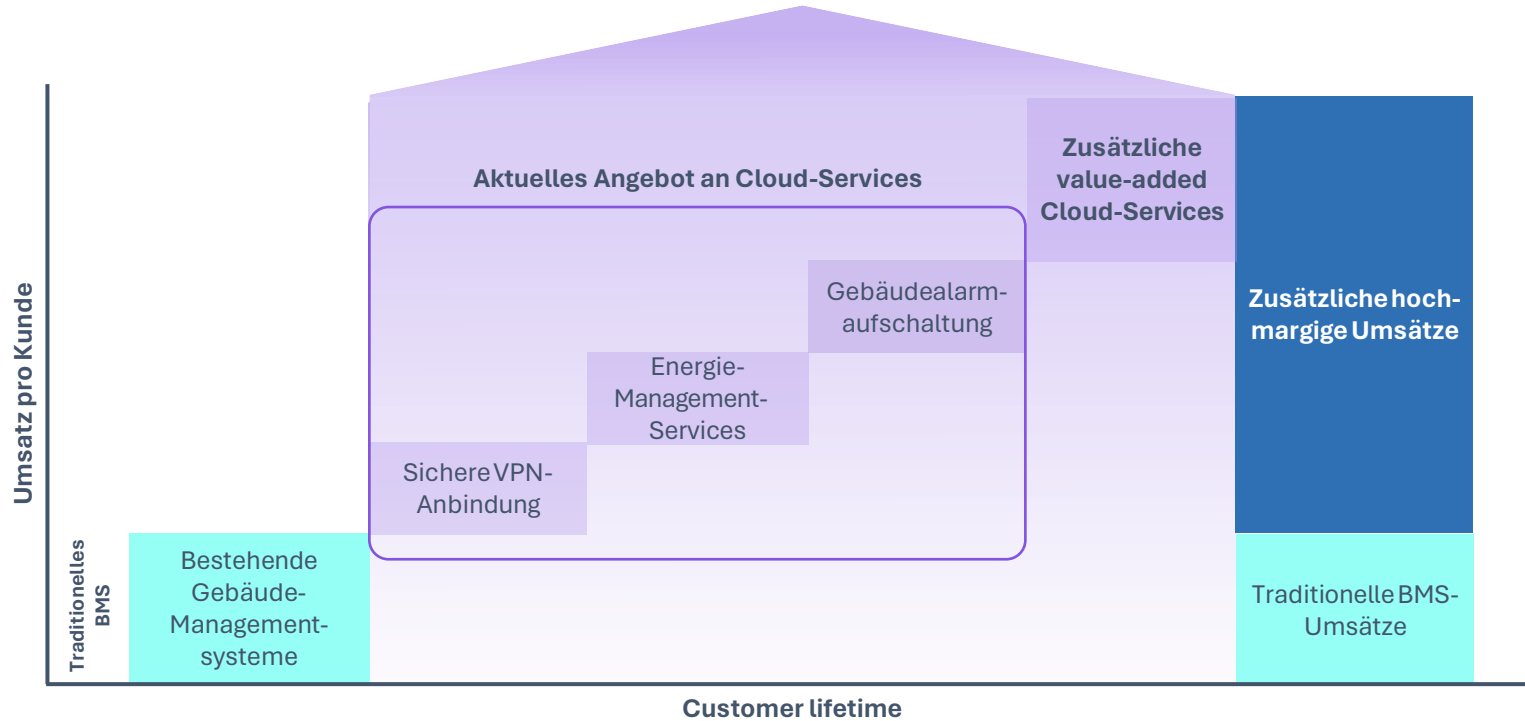 Umsatz pro Kunde
Traditionelles
BMS
Bestehende
Gebäude-
Management-
systeme
Aktuelles Angebot an Cloud-Services
Sichere VPN-
Anbindung
Energie-
Management-
Services
Gebäudealarm-
aufschaltung
Zusätzliche
value-added
Cloud-Services
Zusätzliche hoch-
margige Umsätze
Traditionelle BMS-
Umsätze
Customer lifetime